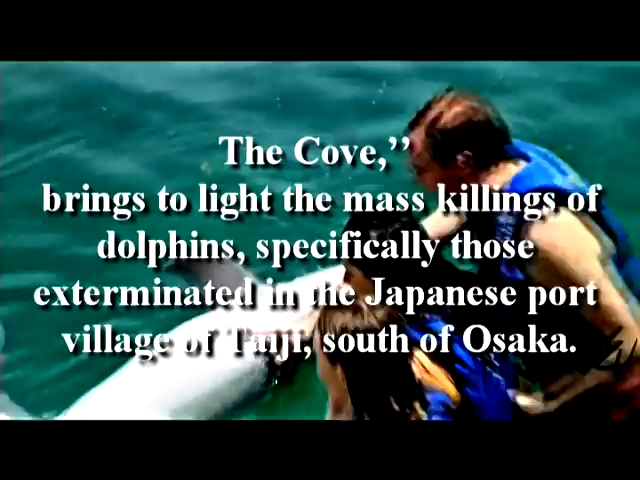 The Cove,”
brings to light the mass killings of
dolphins, specifically those
exterminated in the Japanese port
village of Taiji, south of Osaka.